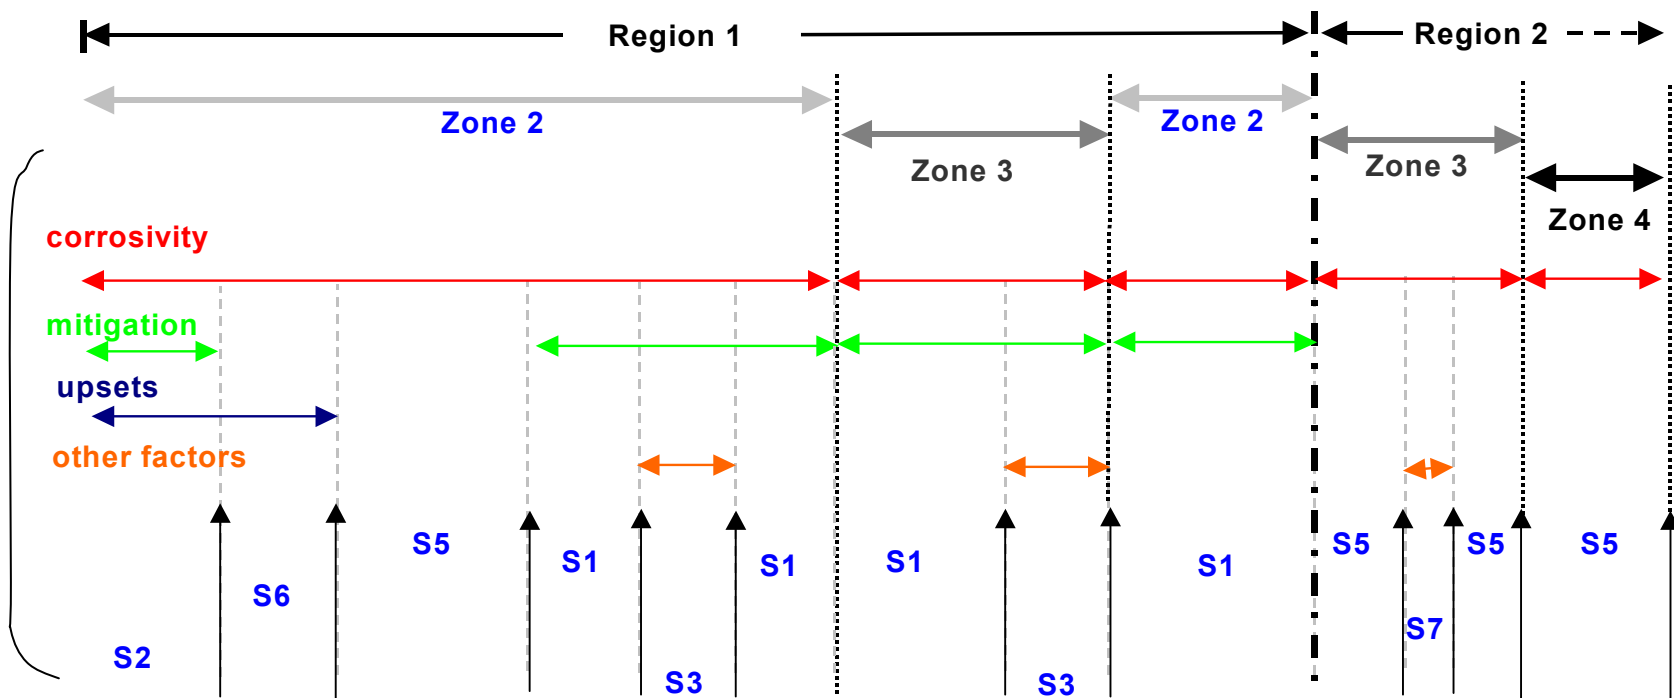 Region 1
Region 2
Zone 2
Zone 2
Zone 3
Zone 3
Zone 4
corrosivity
mitigation
upsets
other factors
S5
S1
S1
S1
S1
S5
S5
S5
S6
S7
S2
S3
S3